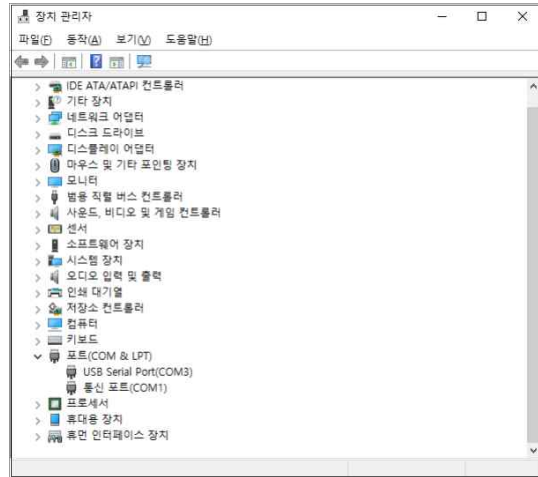 장치 관리자
파일(F) 동작(A) 보기(V) 도움말(H)
IDE ATA/ATAPI 컨트롤러
기타 장치
네트워크 어댑터
디스크 드라이브
디스플레이 어댑터
마우스 및 기타 포인팅 장치
모니터
범용 직렬 버스 컨트롤러
사운드, 비디오 및 게임 컨트롤러
센서
소프트웨어 장치
시스템 장치
오디오 입력 및 출력
인쇄 대기열
저장소 컨트롤러
컴퓨터
키보드
포트(COM & LPT)
USB Serial Port(COM3)
통신 포트(COM1)
프로세서
휴대용 장치
휴먼 인터페이스 장치